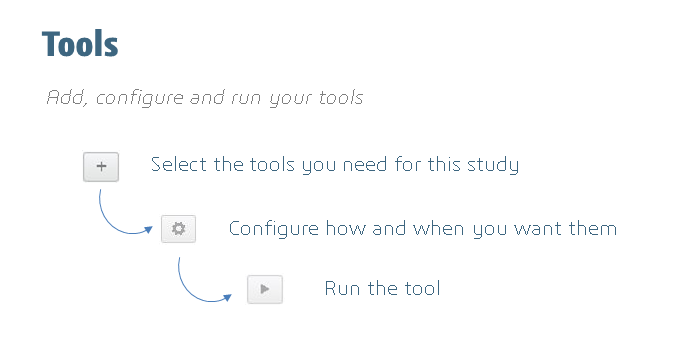 Tools
Add, configure and run your tools
Select the tools you need for this study
Configure how and when you want them
Run the tool